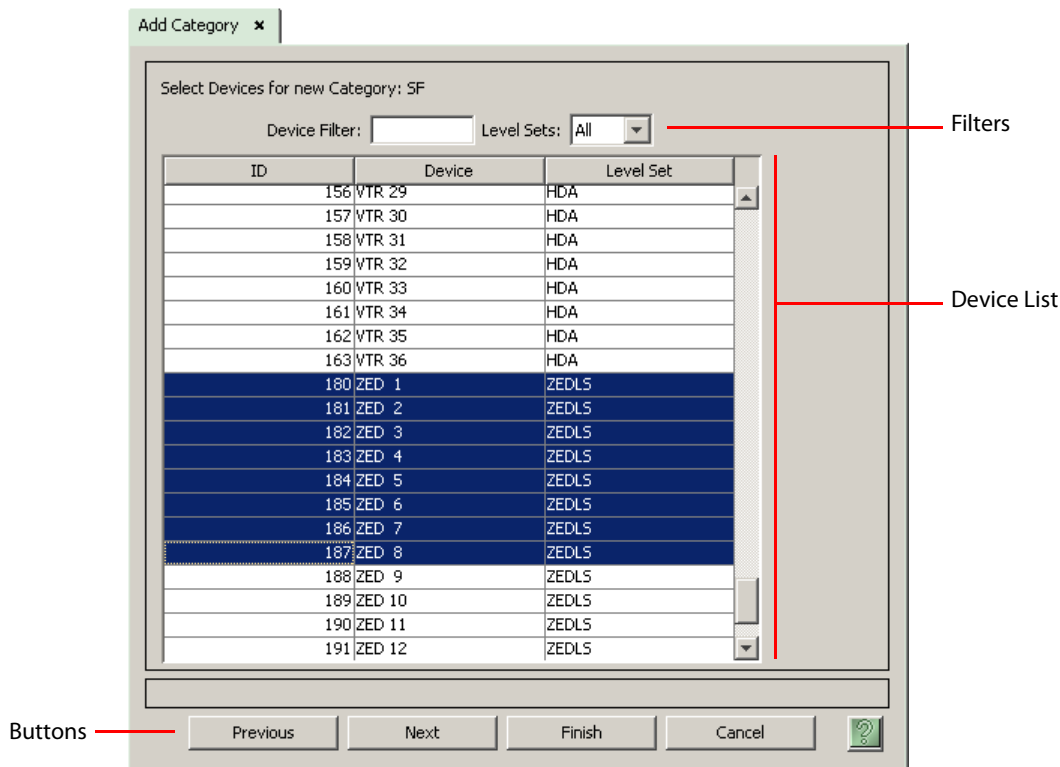 Add Category ×
Select Devices for new Category: SF
Device Filter: Level Sets: All
Filters
ID Device Level Set
156 VTR 29 HDA
157 VTR 30 HDA
158 VTR 31 HDA
159 VTR 32 HDA
160 VTR 33 HDA
161 VTR 34 HDA
162 VTR 35 HDA
163 VTR 36 HDA
180 ZED 1 ZEDLS
181 ZED 2 ZEDLS
182 ZED 3 ZEDLS
183 ZED 4 ZEDLS
184 ZED 5 ZEDLS
185 ZED 6 ZEDLS
186 ZED 7 ZEDLS
187 ZED 8 ZEDLS
188 ZED 9 ZEDLS
189 ZED 10 ZEDLS
190 ZED 11 ZEDLS
191 ZED 12 ZEDLS
Device List
Buttons
Previous Next Finish Cancel ?